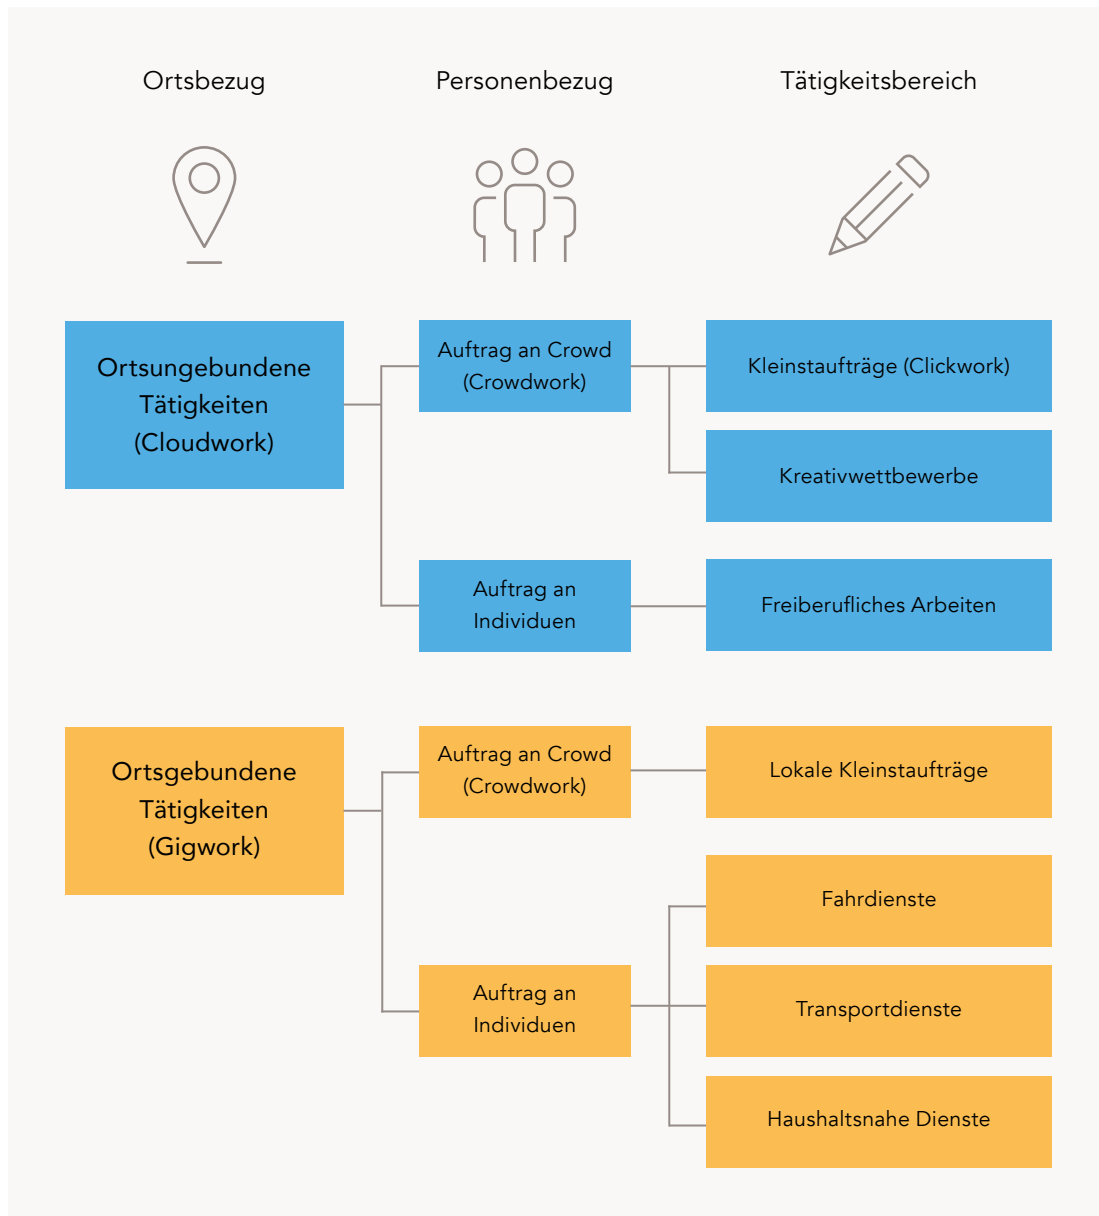 Ortsbezug
Personenbezug
Tätigkeitsbereich
Ortsungebundene
Tätigkeiten
(Cloudwork)
Auftrag an Crowd
(Crowdwork)
Kleinstaufträge (Clickwork)
Kreativwettbewerbe
Auftrag an
Individuen
Freiberufliches Arbeiten
Ortsgebundene
Tätigkeiten
(Gigwork)
Auftrag an Crowd
(Crowdwork)
Lokale Kleinstaufträge
Auftrag an
Individuen
Fahrdienste
Transportdienste
Haushaltsnahe Dienste